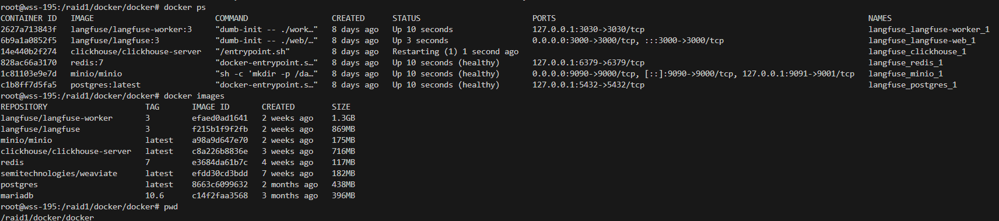 root@wss-195:/raid1/docker/docker# docker ps
CONTAINER ID   IMAGE                          COMMAND                  CREATED      STATUS                         PORTS                                                                  NAMES
2627a713843f   langfuse/langfuse-worker:3     "dumb-init -- ./work…"   8 days ago   Up 10 seconds                  127.0.0.1:3030->3030/tcp                                               langfuse_langfuse-worker_1
6b9a1a0852f5   langfuse/langfuse:3            "dumb-init -- ./web/…"   8 days ago   Up 3 seconds                   0.0.0.0:3000->3000/tcp, :::3000->3000/tcp                              langfuse_langfuse-web_1
14e440b2f274   clickhouse/clickhouse-server   "/entrypoint.sh"         8 days ago   Restarting (1) 1 second ago                                                                           langfuse_clickhouse_1
828ac66a3170   redis:7                        "docker-entrypoint.s…"   8 days ago   Up 10 seconds (healthy)        127.0.0.1:6379->6379/tcp                                               langfuse_redis_1
1c81103e9e7d   minio/minio                    "sh -c 'mkdir -p /da…"   8 days ago   Up 10 seconds (healthy)        0.0.0.0:9090->9000/tcp, [::]:9090->9000/tcp, 127.0.0.1:9091->9001/tcp   langfuse_minio_1
c1b8ff7d5fa5   postgres:latest                "docker-entrypoint.s…"   8 days ago   Up 10 seconds (healthy)        127.0.0.1:5432->5432/tcp                                               langfuse_postgres_1
root@wss-195:/raid1/docker/docker# docker images
REPOSITORY                     TAG       IMAGE ID       CREATED        SIZE
langfuse/langfuse-worker       3         efaed0ad1641   2 weeks ago    1.3GB
langfuse/langfuse              3         f215b1f9f2fb   2 weeks ago    869MB
minio/minio                    latest    a98a9d647e70   2 weeks ago    175MB
clickhouse/clickhouse-server   latest    c8a226b8836e   3 weeks ago    716MB
redis                          7         e3684da61b7c   4 weeks ago    117MB
semitechnologies/weaviate      latest    efdd30cd3bdd   7 weeks ago    182MB
postgres                       latest    8663c6099632   2 months ago   438MB
mariadb                        10.6      c14f2faa3568   3 months ago   396MB
root@wss-195:/raid1/docker/docker# pwd
/raid1/docker/docker